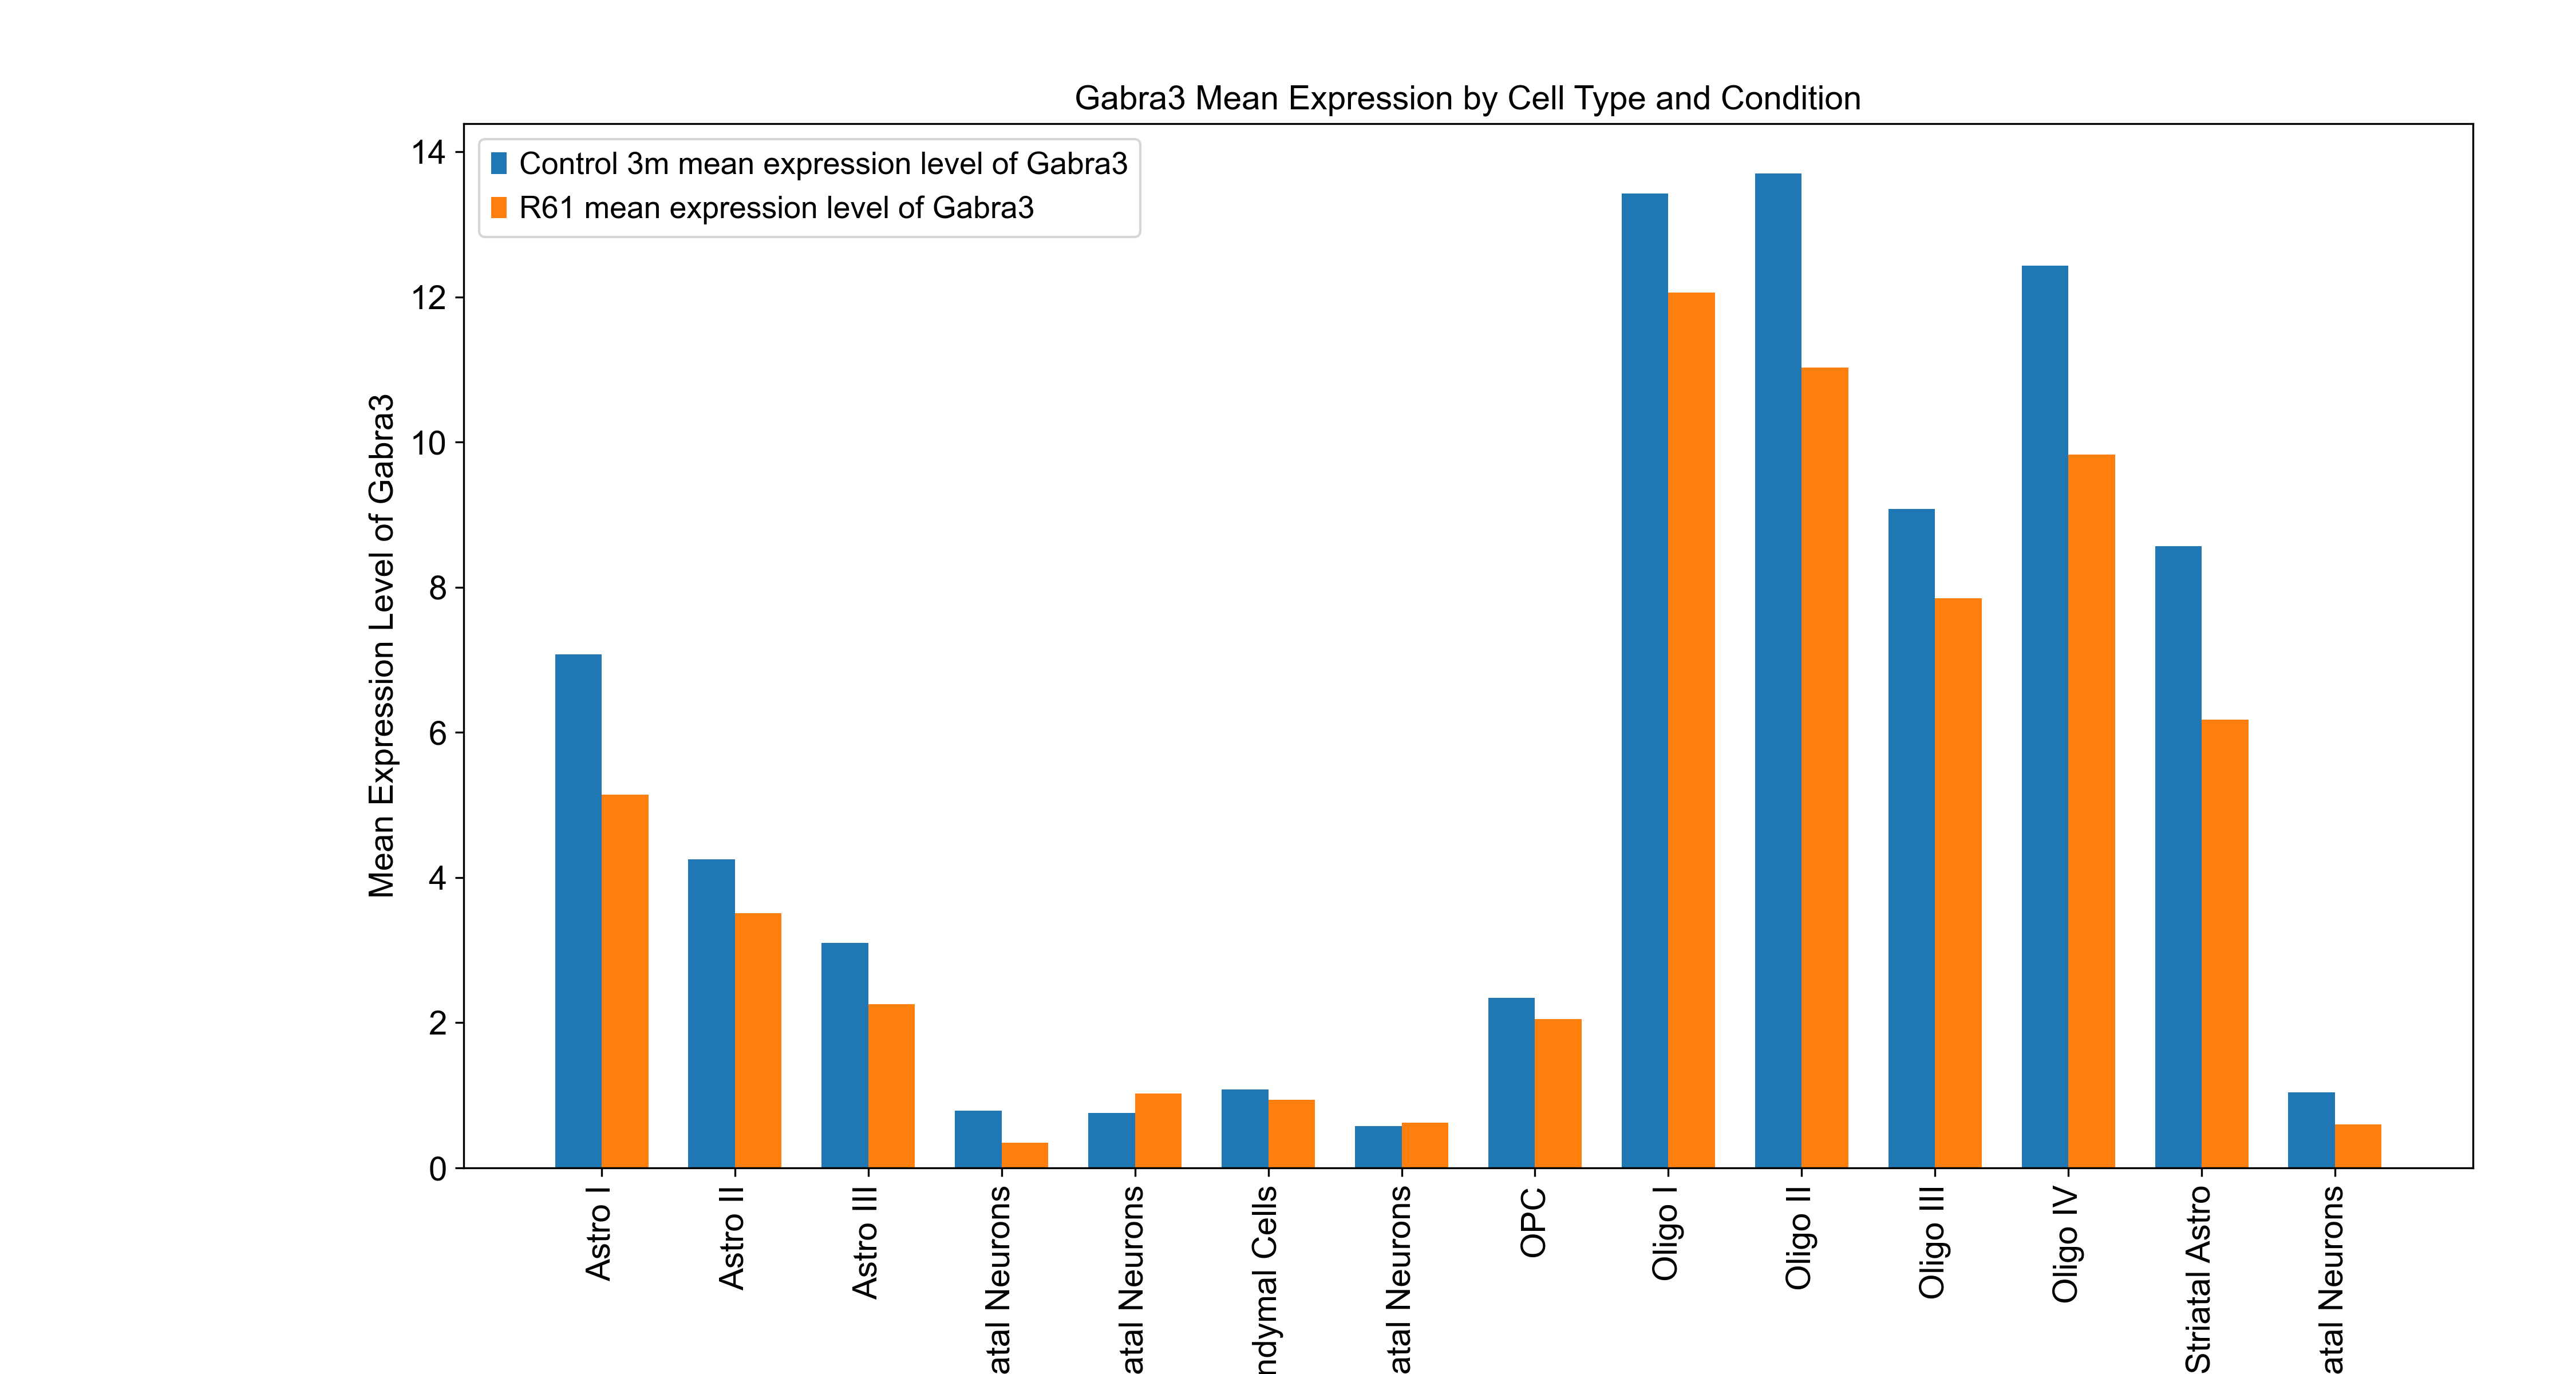 Gabra3 Mean Expression by Cell Type and Condition
Control 3m mean expression level of Gabra3
R61 mean expression level of Gabra3
Mean Expression Level of Gabra3
14
12
10
8
6
4
2
0
Astro I
Astro II
Astro III
atal Neurons
atal Neurons
ndymal Cells
atal Neurons
OPC
Oligo I
Oligo II
Oligo III
Oligo IV
Striatal Astro
atal Neurons